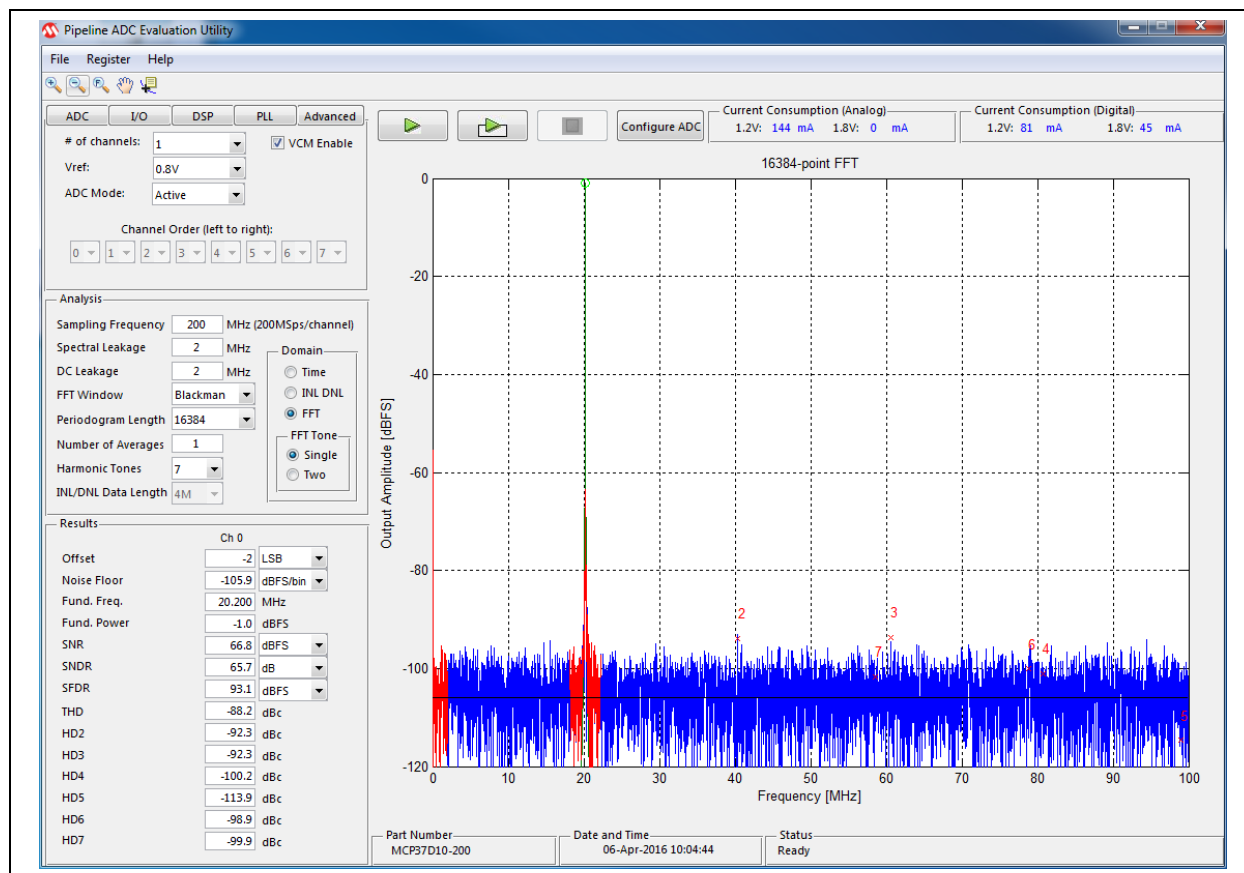 Pipeline ADC Evaluation Utility
File Register Help
ADC I/O DSP PLL Advanced
# of channels: 1 VCM Enable
Vref: 0.8V
ADC Mode: Active
Channel Order (left to right):
0 1 2 3 4 5 6 7
Configure ADC
Current Consumption (Analog)
1.2V: 144 mA 1.8V: 0 mA
Current Consumption (Digital)
1.2V: 81 mA 1.8V: 45 mA
Analysis
Sampling Frequency 200 MHz (200MSps/channel)
Spectral Leakage 2 MHz
DC Leakage 2 MHz
FFT Window Blackman
Periodogram Length 16384
Number of Averages 1
Harmonic Tones 7
INL/DNL Data Length 4M
Domain
Time
INL DNL
FFT
FFT Tone
Single
Two
Results
Ch 0
Offset -2 LSB
Noise Floor -105.9 dBFS/bin
Fund. Freq. 20.200 MHz
Fund. Power -1.0 dBFS
SNR 66.8 dBFS
SNDR 65.7 dB
SFDR 93.1 dBFS
THD -88.2 dBc
HD2 -92.3 dBc
HD3 -92.3 dBc
HD4 -100.2 dBc
HD5 -113.9 dBc
HD6 -98.9 dBc
HD7 -99.9 dBc
16384-point FFT
Output Amplitude [dBFS]
0
-20
-40
-60
-80
-100
-120
2
3
7
6
4
5
0 10 20 30 40 50 60 70 80 90 100
Frequency [MHz]
Part Number
MCP37D10-200
Date and Time
06-Apr-2016 10:04:44
Status
Ready